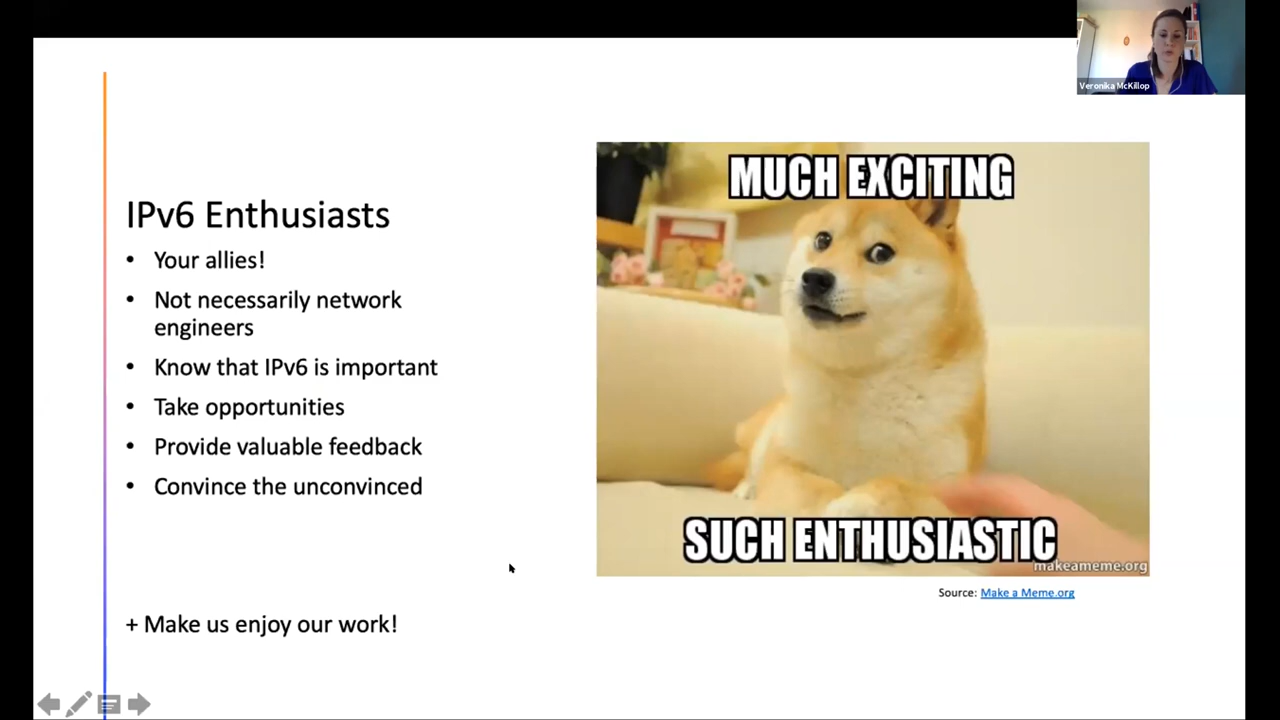 Veronika McKillop
IPv6 Enthusiasts
• Your allies!
• Not necessarily network
engineers
• Know that IPv6 is important
• Take opportunities
• Provide valuable feedback
• Convince the unconvinced
+ Make us enjoy our work!
MUCH EXCITING
SUCH ENTHUSIASTIC
makeameme.org
Source: Make a Meme.org